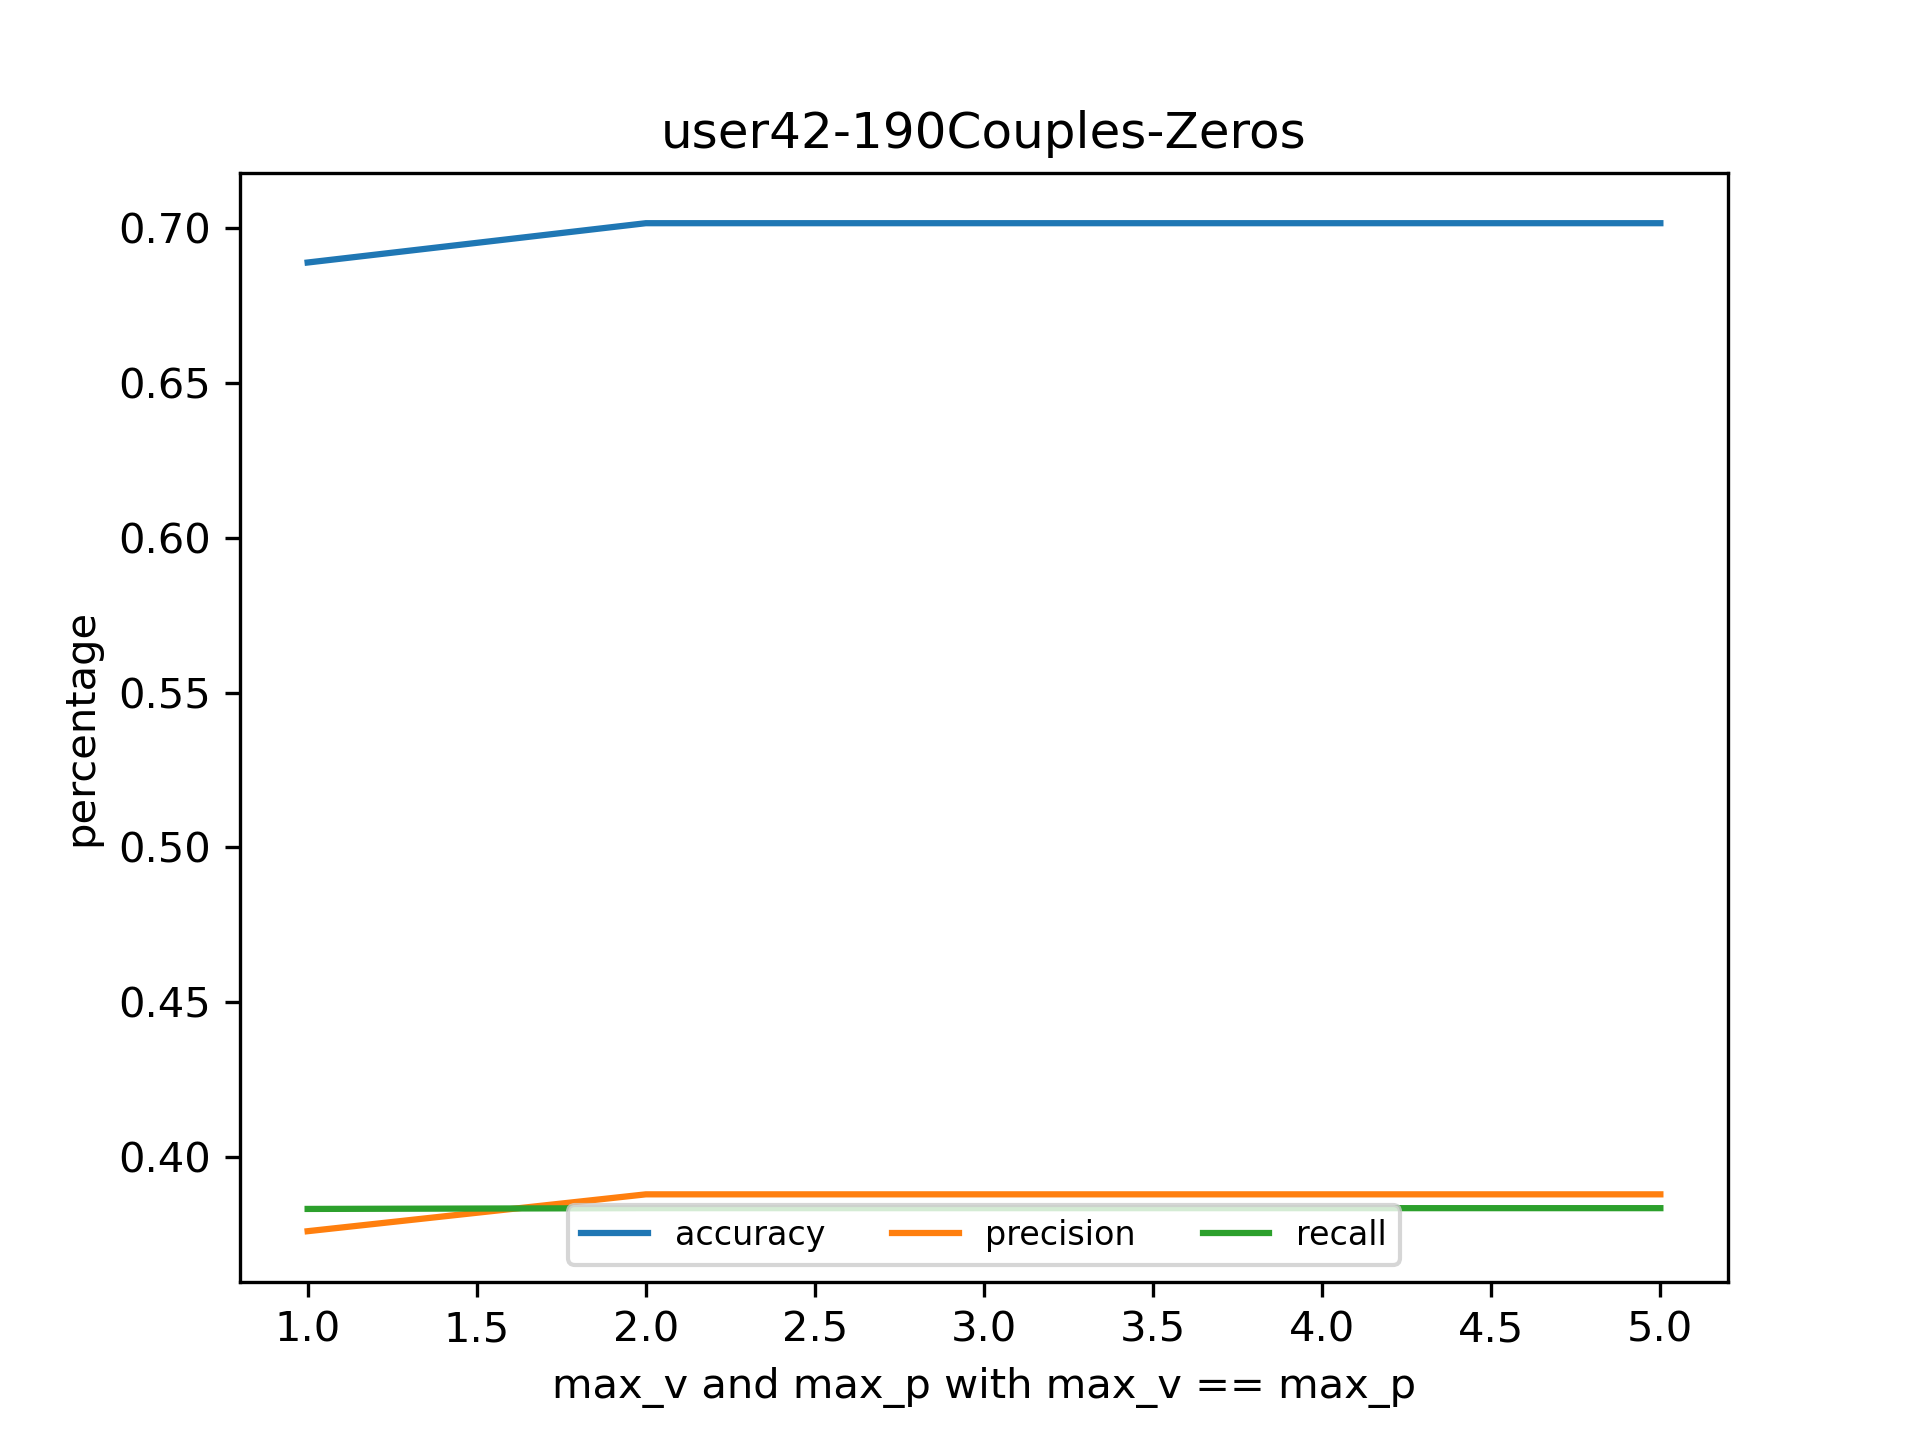 user42-190Couples-Zeros
0.70
0.65
0.60
0.55
0.50
0.45
0.40
percentage
accuracy precision recall
1.0 1.5 2.0 2.5 3.0 3.5 4.0 4.5 5.0
max_v and max_p with max_v == max_p